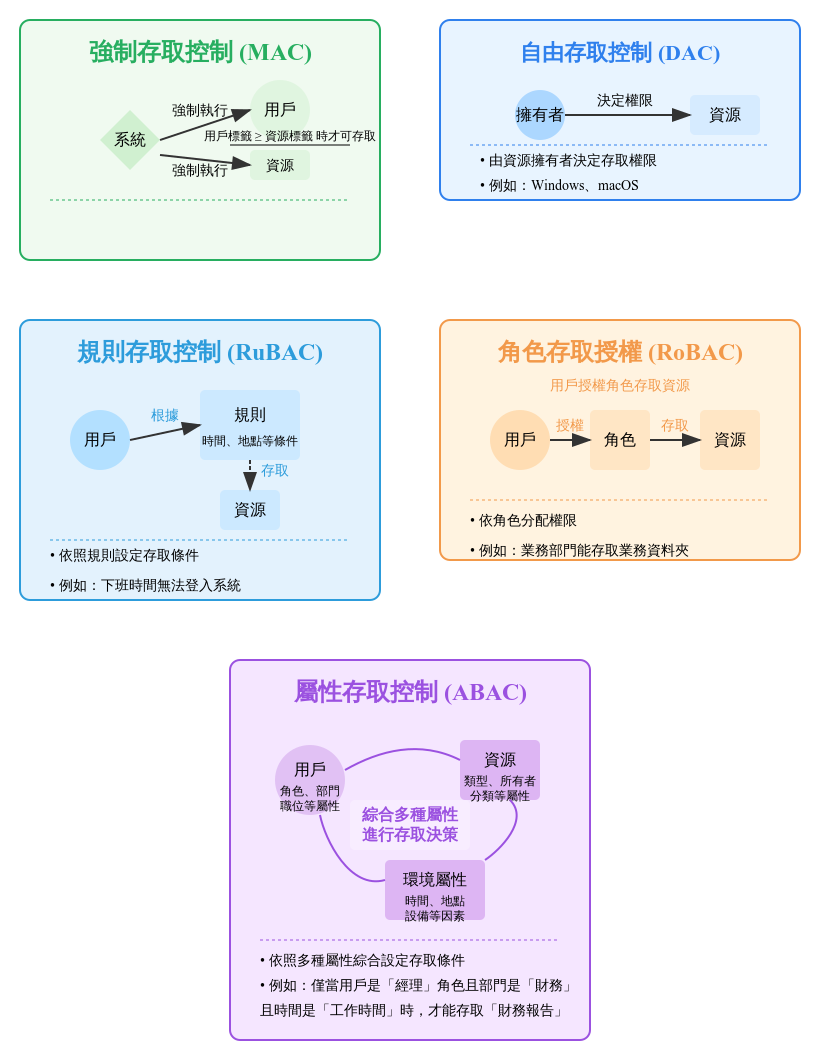 強制存取控制 (MAC)
系統
強制執行
用戶
用戶標籤 ≥ 資源標籤 時才可存取
強制執行
資源
自由存取控制 (DAC)
擁有者
決定權限
資源
• 由資源擁有者決定存取權限
• 例如：Windows、macOS
規則存取控制 (RuBAC)
用戶
根據
規則
時間、地點等條件
存取
資源
• 依照規則設定存取條件
• 例如：下班時間無法登入系統
角色存取授權 (RoBAC)
用戶授權角色存取資源
用戶
授權
角色
存取
資源
• 依角色分配權限
• 例如：業務部門能存取業務資料夾
屬性存取控制 (ABAC)
用戶
角色、部門
職位等屬性
資源
類型、所有者
分類等屬性
綜合多種屬性
進行存取決策
環境屬性
時間、地點
設備等因素
• 依照多種屬性綜合設定存取條件
• 例如：僅當用戶是「經理」角色且部門是「財務」
且時間是「工作時間」時，才能存取「財務報告」